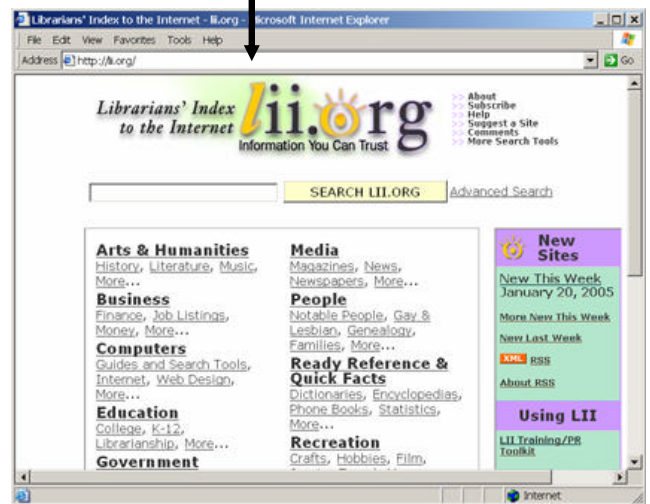 Librarians' Index to the Internet - lii.org - Microsoft Internet Explorer
File Edit View Favorites Tools Help
Address http://lii.org/ Go
Librarians' Index
to the Internet
lii.org
Information You Can Trust
>> About
>> Subscribe
>> Help
>> Suggest a Site
>> Comments
>> More Search Tools
SEARCH LII.ORG Advanced Search
Arts & Humanities
History, Literature, Music,
More...
Business
Finance, Job Listings,
Money, More...
Computers
Guides and Search Tools,
Internet, Web Design,
More...
Education
College, K-12,
Librarianship, More...
Government
Media
Magazines, News,
Newspapers, More...
People
Notable People, Gay &
Lesbian, Genealogy,
Families, More...
Ready Reference &
Quick Facts
Dictionaries, Encyclopedias,
Phone Books, Statistics,
More...
Recreation
Crafts, Hobbies, Film,
New
Sites
New This Week
January 20, 2005
More New This Week
New Last Week
XML RSS
About RSS
Using LII
LII Training/PR
Toolkit
Internet